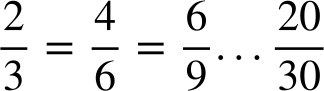 2/3 = 4/6 = 6/9 ... 20/30